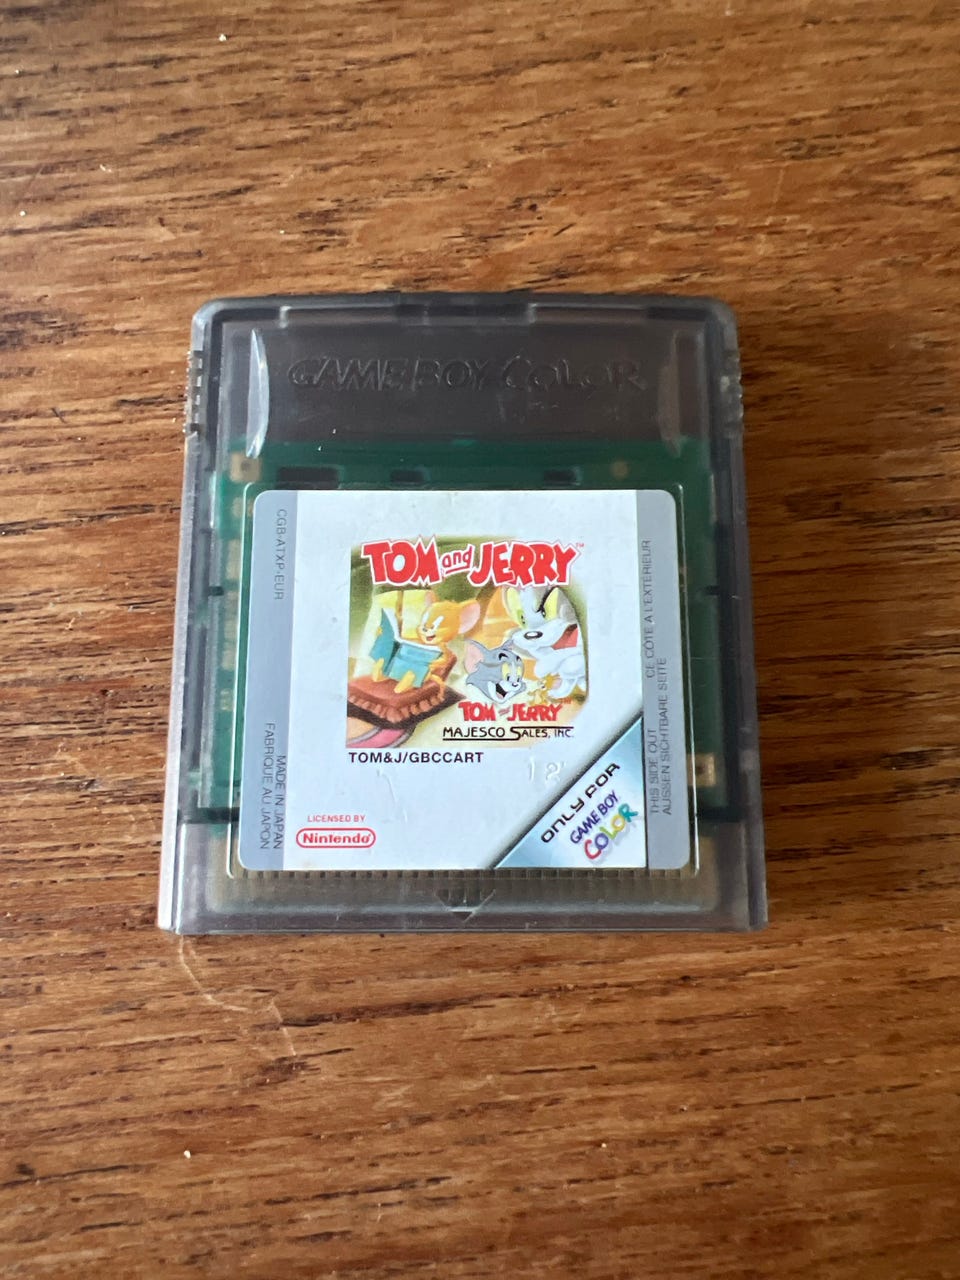 GAME BOY COLOR
CGB-ATXP-EUR
MADE IN JAPAN
FABRIQUE AU JAPON
TOM and JERRY™
TOM and JERRY
MAJESCO SALES, INC.
TOM&J/GBCCART
12
LICENSED BY
Nintendo
ONLY FOR
GAME BOY
COLOR
THIS SIDE OUT CE COTE A L'EXTERIEUR
AUSSEN SICHTBARE SEITE